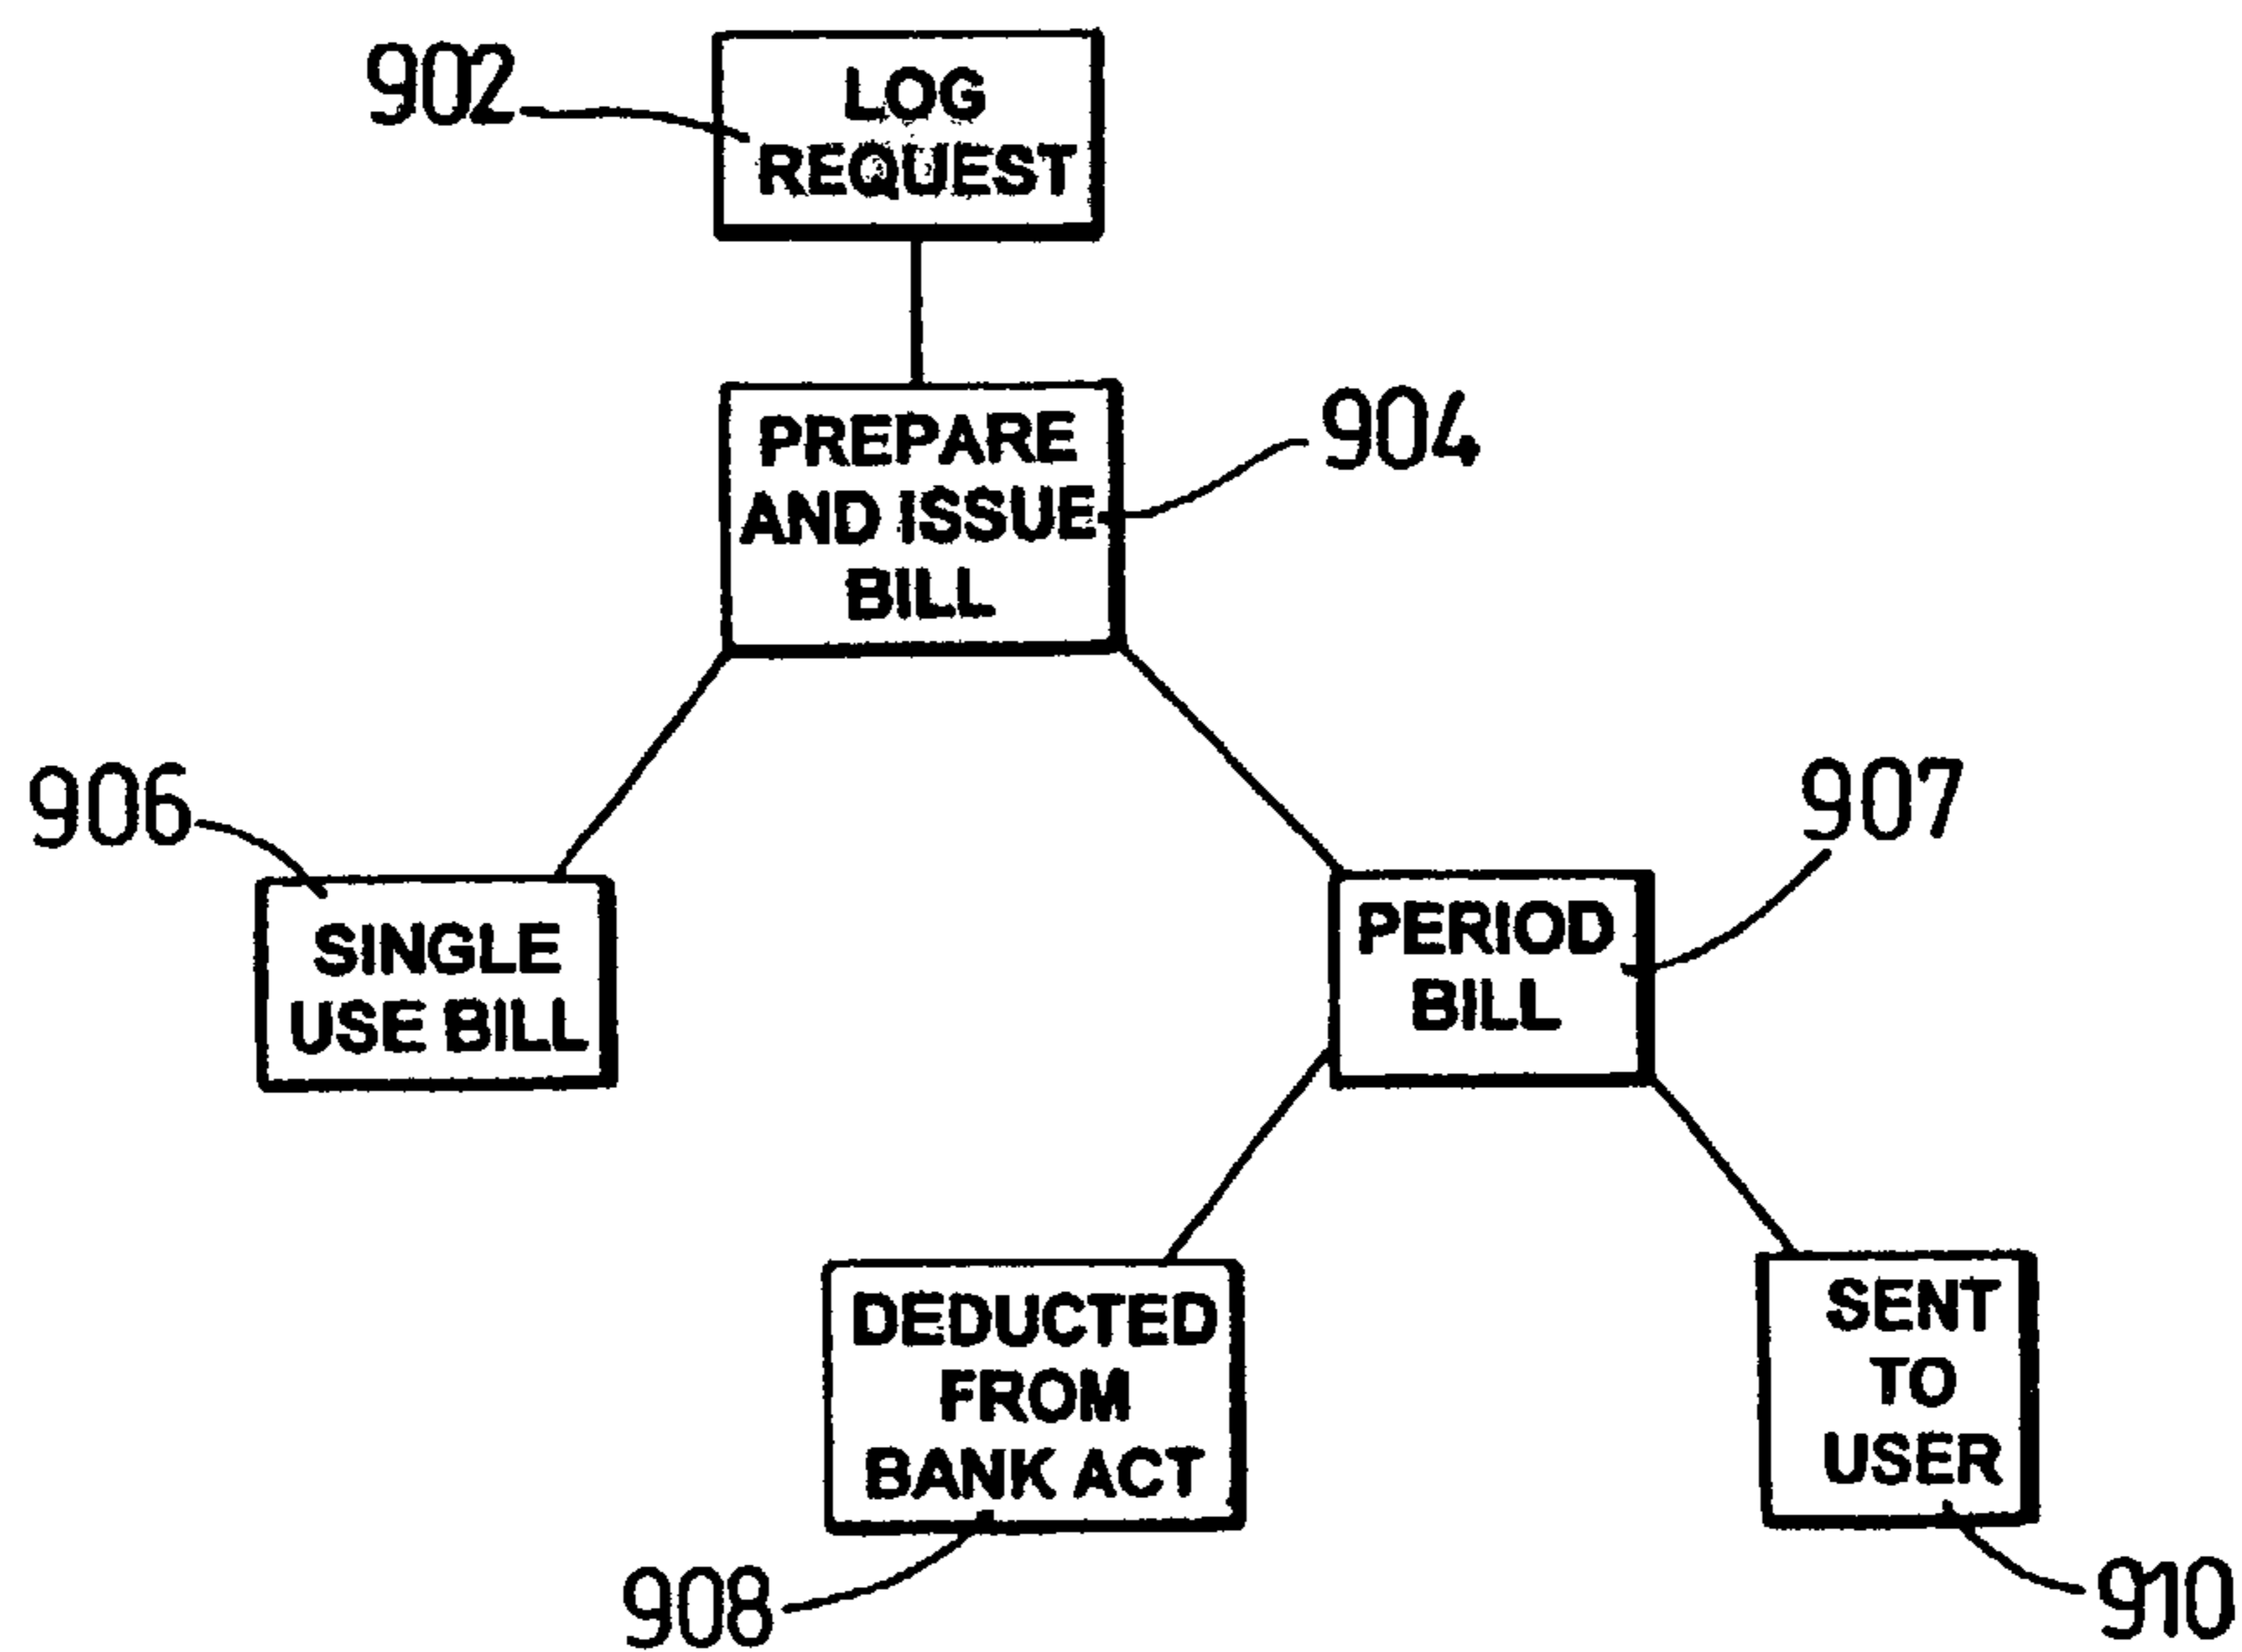 902
LOG
REQUEST
PREPARE
AND ISSUE
BILL
904
906
SINGLE
USE BILL
907
PERIOD
BILL
DEDUCTED
FROM
BANK ACT
908
SENT
TO
USER
910